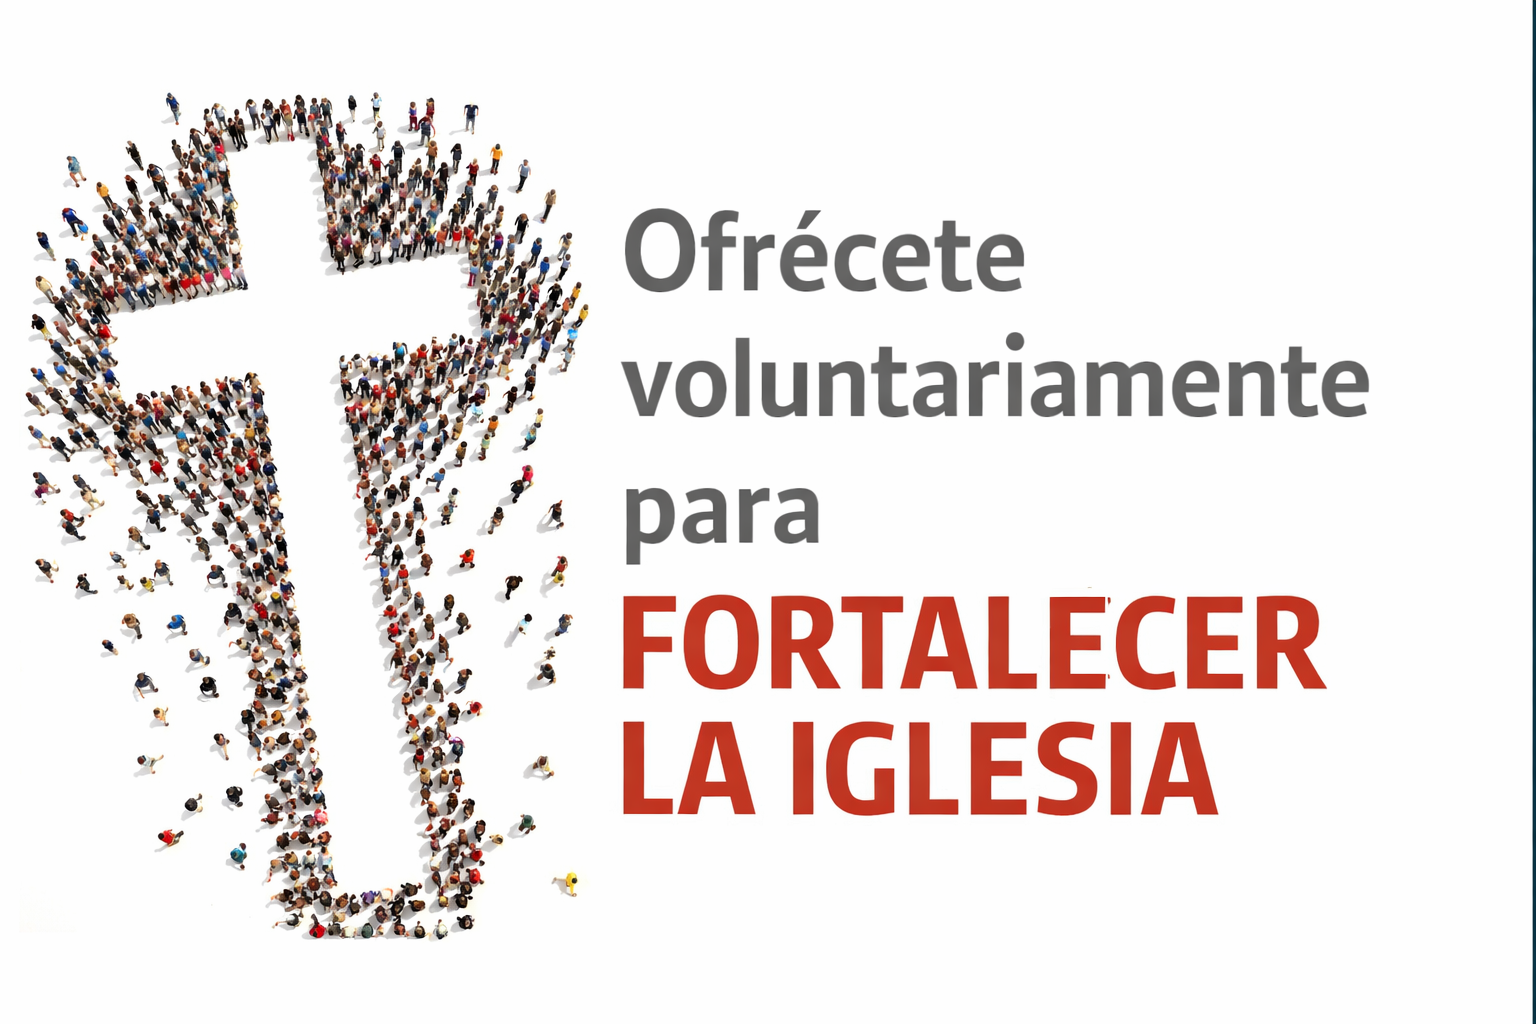 Ofrécete
voluntariamente
para
FORTALECER
LA IGLESIA